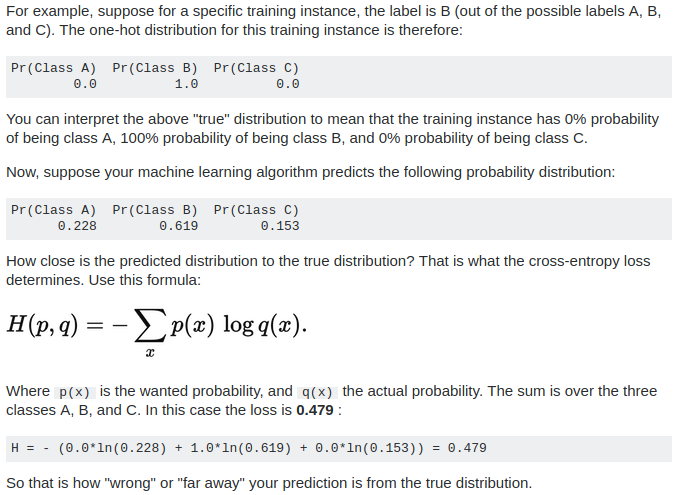 For example, suppose for a specific training instance, the label is B (out of the possible labels A, B,
and C). The one-hot distribution for this training instance is therefore:
Pr(Class A)  Pr(Class B)  Pr(Class C)
0.0          1.0          0.0
You can interpret the above "true" distribution to mean that the training instance has 0% probability
of being class A, 100% probability of being class B, and 0% probability of being class C.
Now, suppose your machine learning algorithm predicts the following probability distribution:
Pr(Class A)  Pr(Class B)  Pr(Class C)
0.228        0.619        0.153
How close is the predicted distribution to the true distribution? That is what the cross-entropy loss
determines. Use this formula:
H(p, q) = − ∑ₓ p(x) log q(x).
Where p(x) is the wanted probability, and q(x) the actual probability. The sum is over the three
classes A, B, and C. In this case the loss is 0.479 :
H = - (0.0*ln(0.228) + 1.0*ln(0.619) + 0.0*ln(0.153)) = 0.479
So that is how "wrong" or "far away" your prediction is from the true distribution.